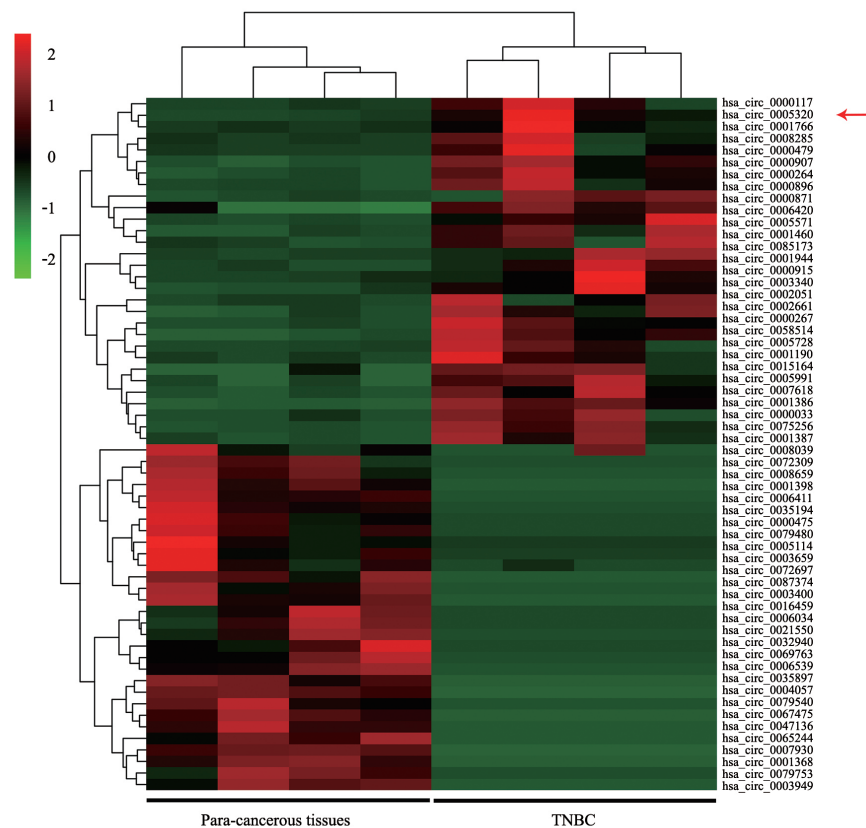 2
1
0
-1
-2
hsa_circ_0000117
hsa_circ_0005320
hsa_circ_0001766
hsa_circ_0008285
hsa_circ_0000479
hsa_circ_0000907
hsa_circ_0000264
hsa_circ_0000896
hsa_circ_0000871
hsa_circ_0006420
hsa_circ_0005571
hsa_circ_0001460
hsa_circ_0085173
hsa_circ_0001944
hsa_circ_0000915
hsa_circ_0003340
hsa_circ_0002051
hsa_circ_0002661
hsa_circ_0000267
hsa_circ_0058514
hsa_circ_0005728
hsa_circ_0001190
hsa_circ_0015164
hsa_circ_0005991
hsa_circ_0007618
hsa_circ_0001386
hsa_circ_0000033
hsa_circ_0075256
hsa_circ_0001387
hsa_circ_0008039
hsa_circ_0072309
hsa_circ_0008659
hsa_circ_0001398
hsa_circ_0006411
hsa_circ_0035194
hsa_circ_0000475
hsa_circ_0079480
hsa_circ_0005114
hsa_circ_0003659
hsa_circ_0072697
hsa_circ_0087374
hsa_circ_0003400
hsa_circ_0016459
hsa_circ_0006034
hsa_circ_0021550
hsa_circ_0032940
hsa_circ_0069763
hsa_circ_0006539
hsa_circ_0035897
hsa_circ_0004057
hsa_circ_0079540
hsa_circ_0067475
hsa_circ_0047136
hsa_circ_0065244
hsa_circ_0007930
hsa_circ_0001368
hsa_circ_0079753
hsa_circ_0003949
Para-cancerous tissues
TNBC